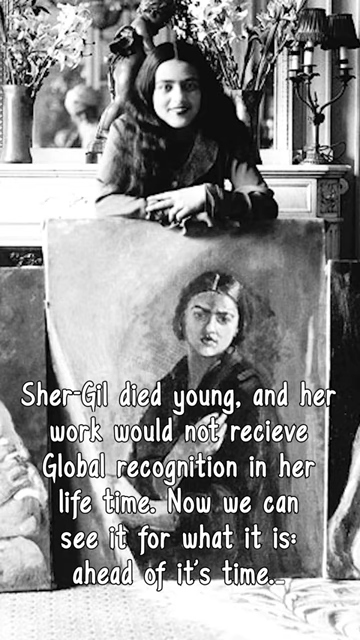 Sher-Gil died young, and her
work would not recieve
Global recognition in her
life time. Now we can
see it for what it is:
ahead of it's time._